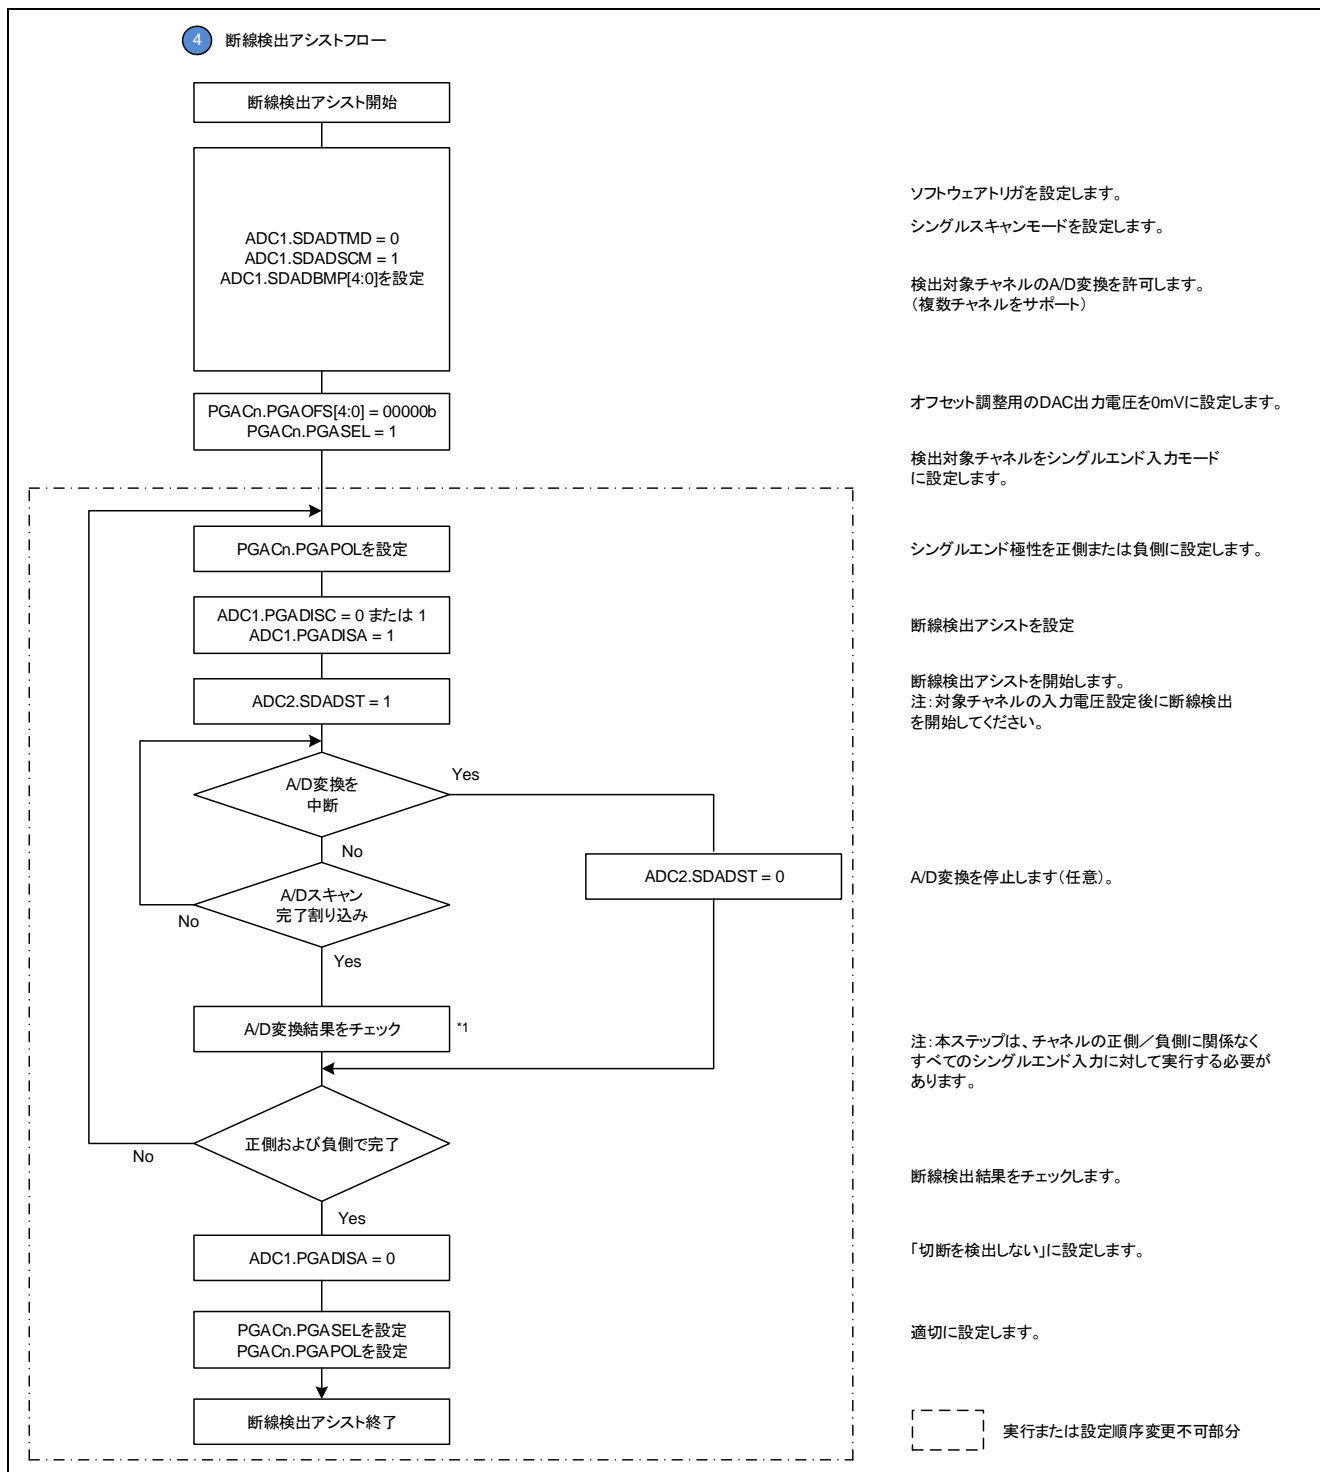 4 断線検出アシストフロー
断線検出アシスト開始
ソフトウェアトリガを設定します。
シングルスキャンモードを設定します。
ADC1.SDADTMD = 0
ADC1.SDADSCM = 1
ADC1.SDADBMP[4:0]を設定
検出対象チャネルのA/D変換を許可します。
（複数チャネルをサポート）
PGACn.PGAOFS[4:0] = 00000b
PGACn.PGASEL = 1
オフセット調整用のDAC出力電圧を0mVに設定します。
検出対象チャネルをシングルエンド入力モード
に設定します。
PGACn.PGAPOLを設定
シングルエンド極性を正側または負側に設定します。
ADC1.PGADISC = 0 または 1
ADC1.PGADISA = 1
断線検出アシストを設定
ADC2.SDADST = 1
断線検出アシストを開始します。
注：対象チャネルの入力電圧設定後に断線検出
を開始してください。
A/D変換を
中断
Yes
No
ADC2.SDADST = 0
A/D変換を停止します（任意）。
A/Dスキャン
完了割り込み
No
Yes
A/D変換結果をチェック
*1
注：本ステップは、チャネルの正側／負側に関係なく
すべてのシングルエンド入力に対して実行する必要が
あります。
正側および負側で完了
No
断線検出結果をチェックします。
Yes
ADC1.PGADISA = 0
「切断を検出しない」に設定します。
PGACn.PGASELを設定
PGACn.PGAPOLを設定
適切に設定します。
断線検出アシスト終了
実行または設定順序変更不可部分